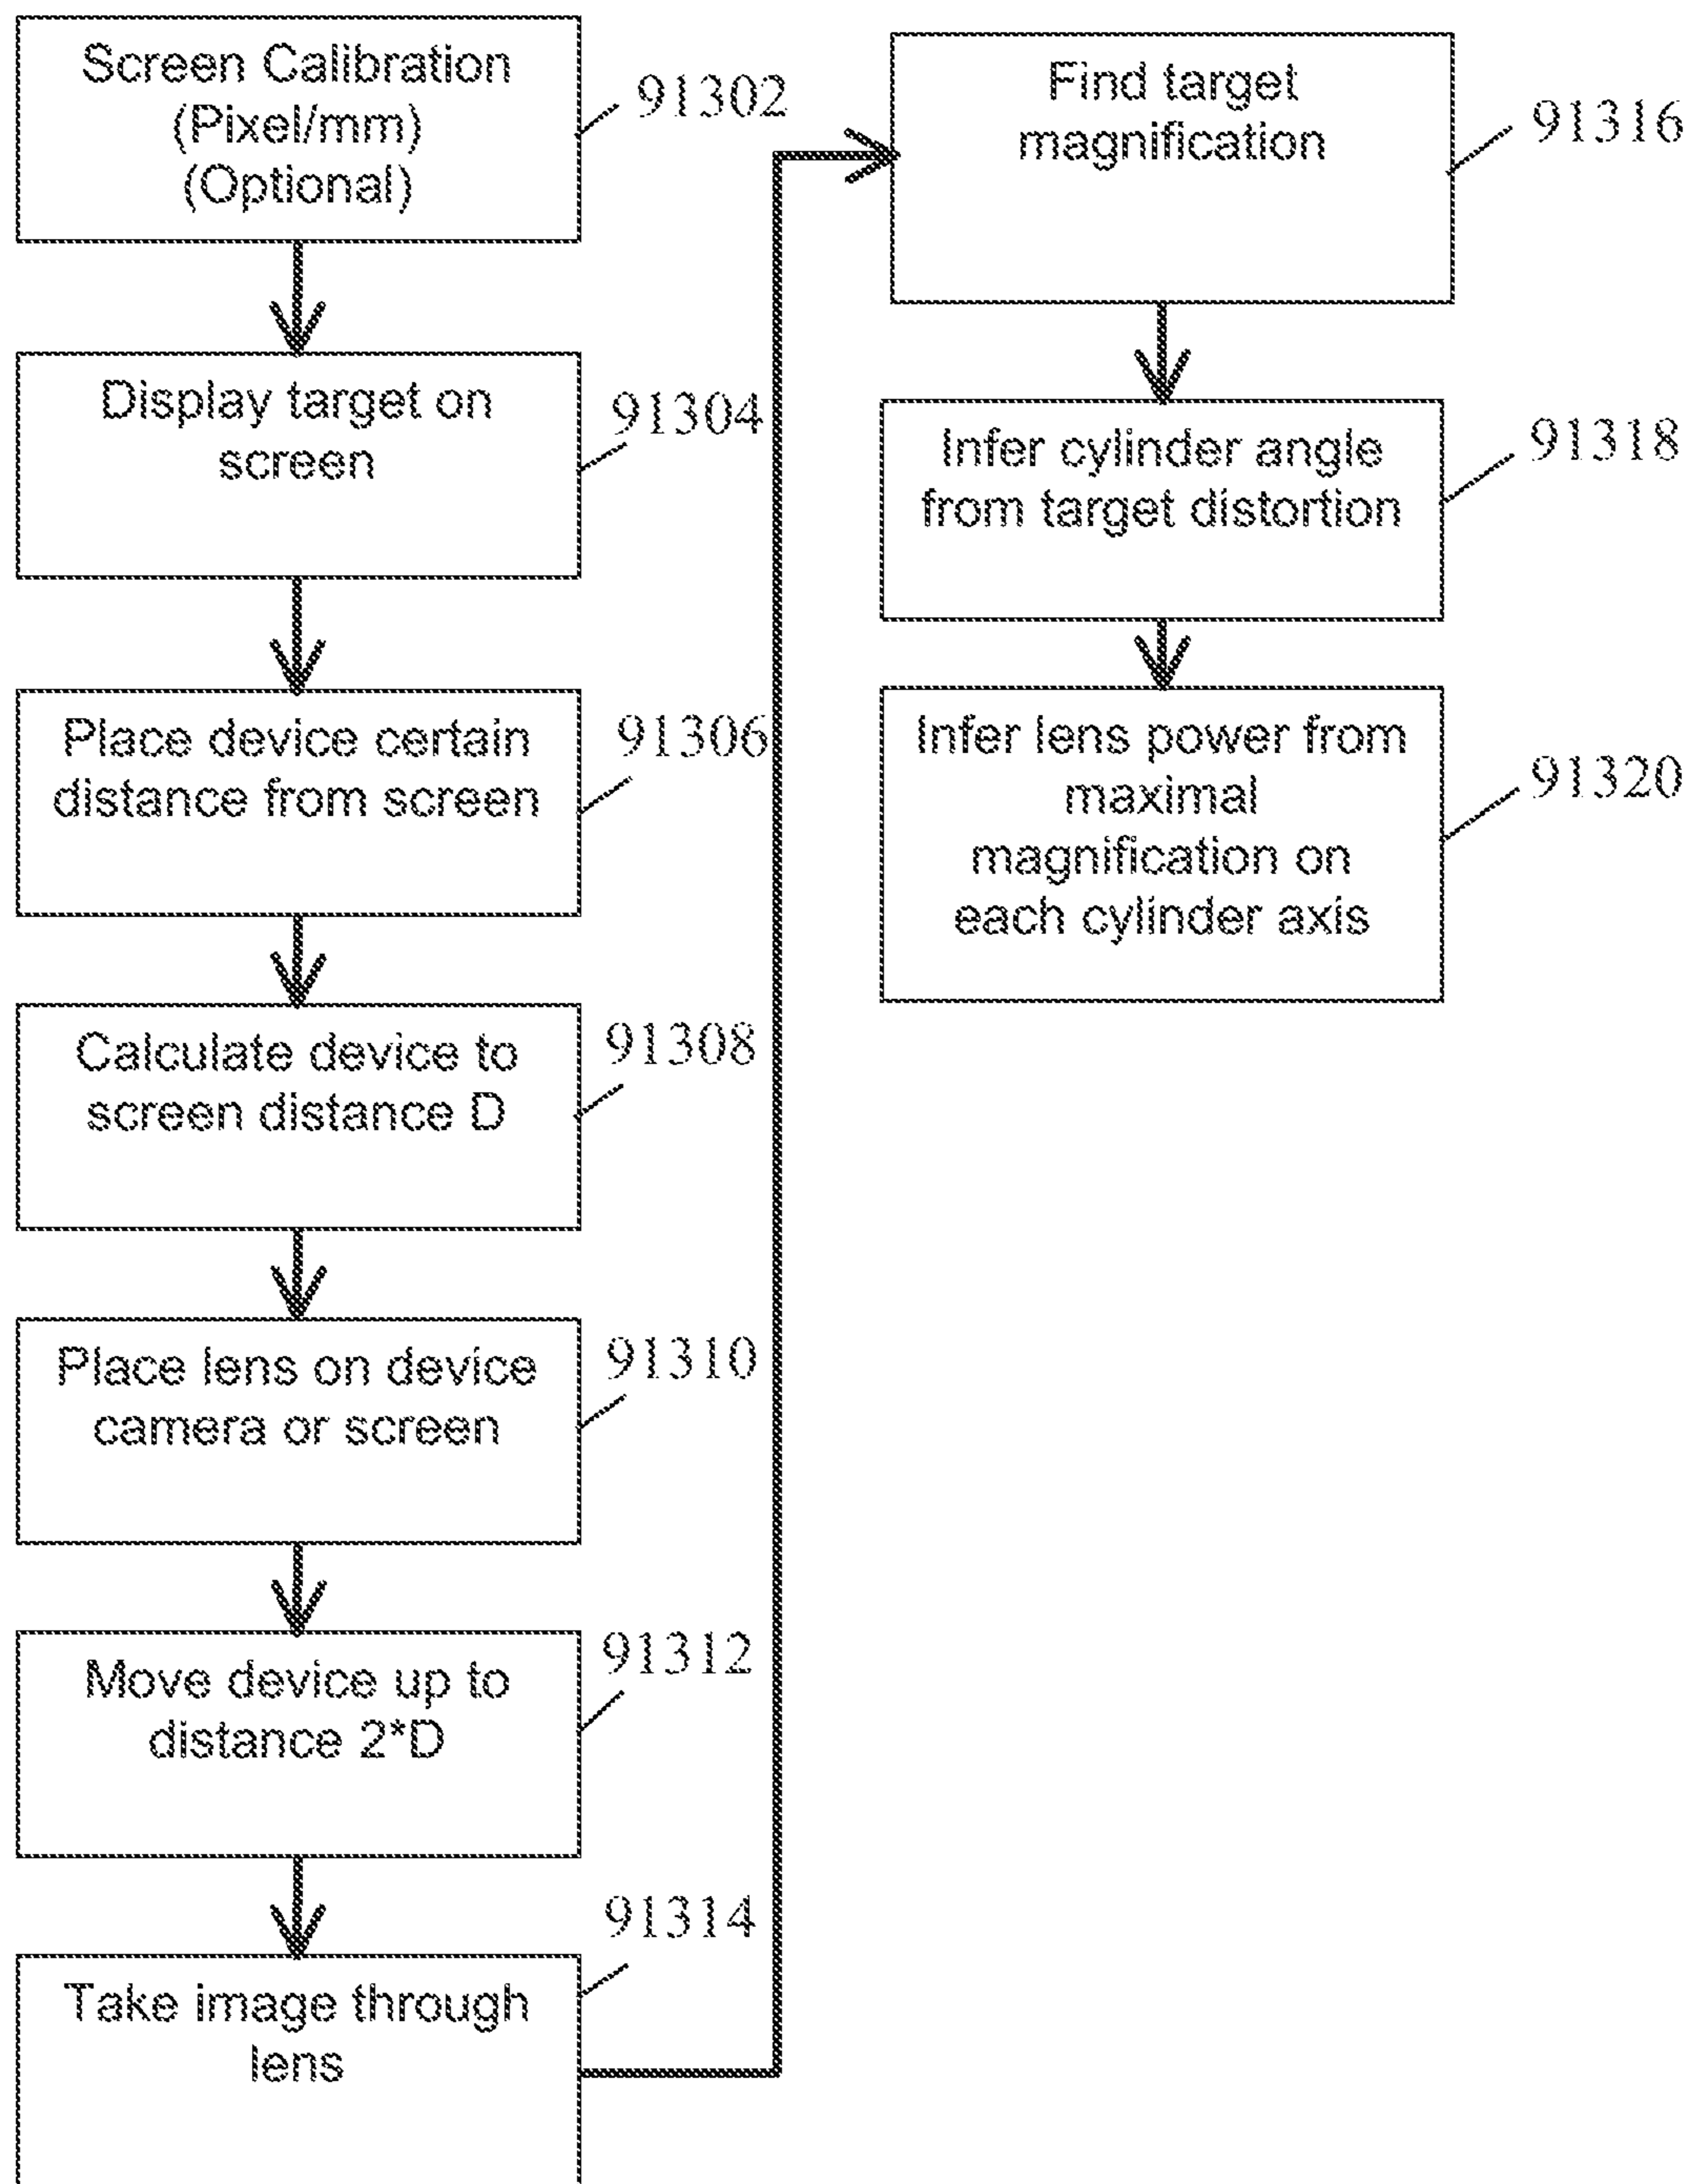 Screen Calibration
(Pixel/mm)
(Optional)
91302
Display target on
screen
91304
Place device certain
distance from screen
91306
Calculate device to
screen distance D
91308
Place lens on device
camera or screen
91310
Move device up to
distance 2*D
91312
Take image through
lens
91314
Find target
magnification
91316
Infer cylinder angle
from target distortion
91318
Infer lens power from
maximal
magnification on
each cylinder axis
91320